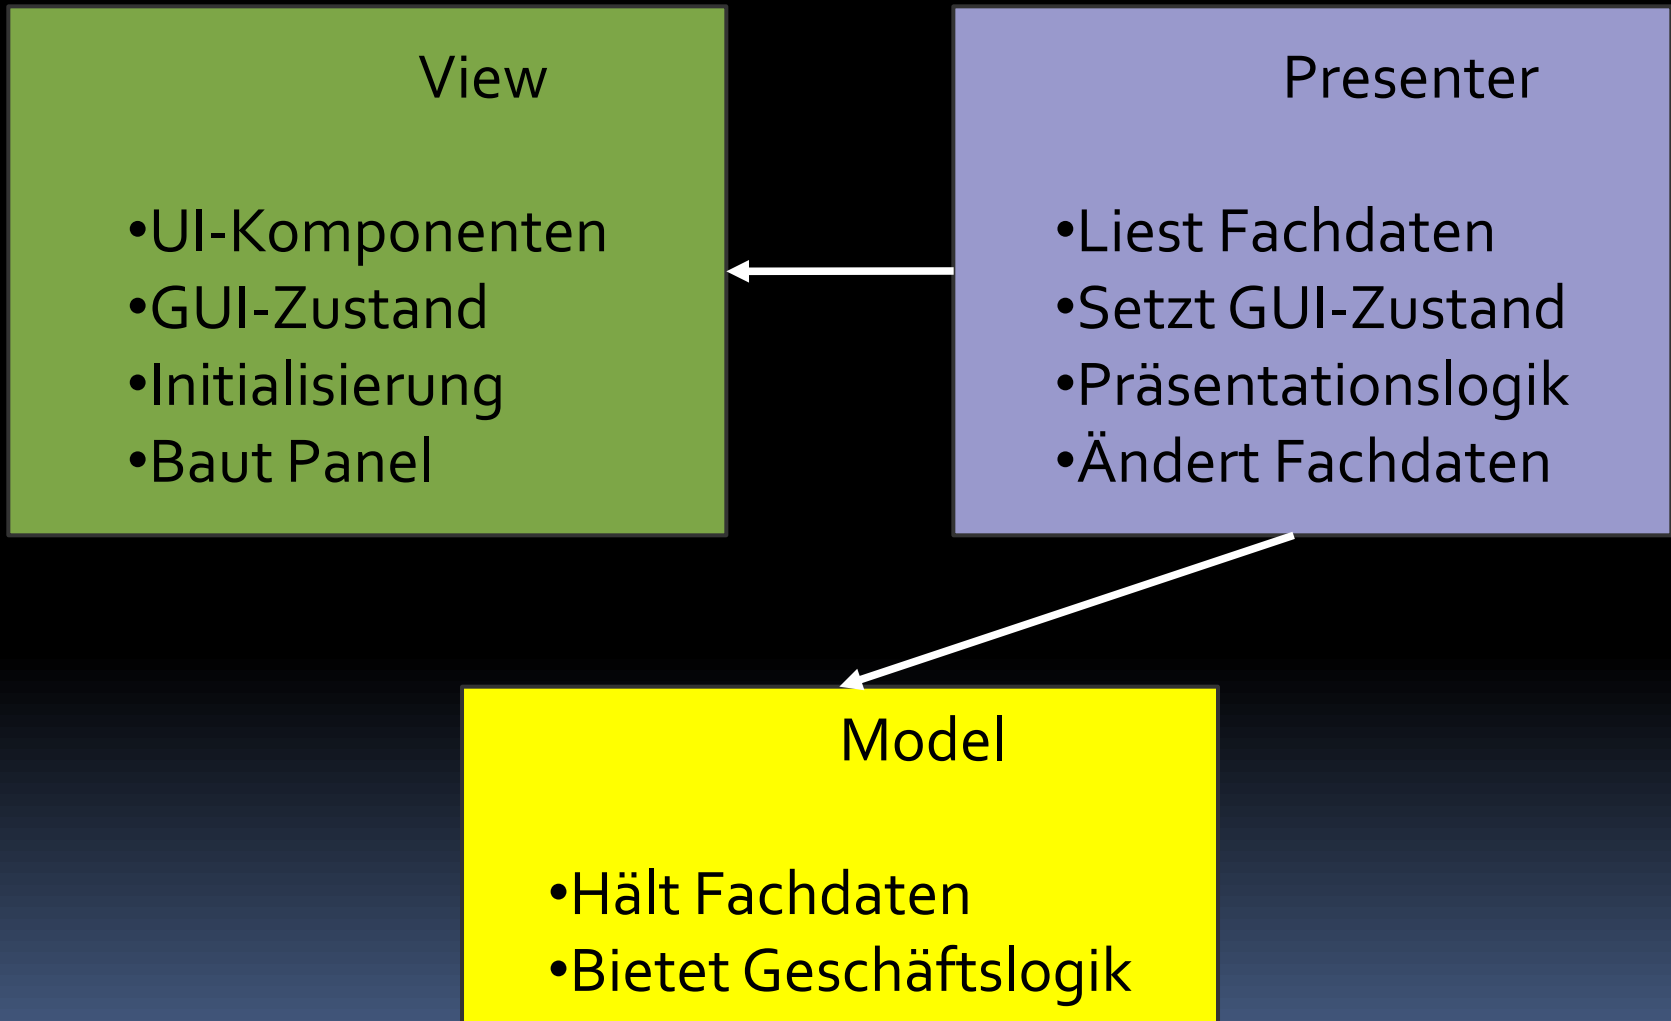 View
•UI-Komponenten
•GUI-Zustand
•Initialisierung
•Baut Panel
Presenter
•Liest Fachdaten
•Setzt GUI-Zustand
•Präsentationslogik
•Ändert Fachdaten
Model
•Hält Fachdaten
•Bietet Geschäftslogik